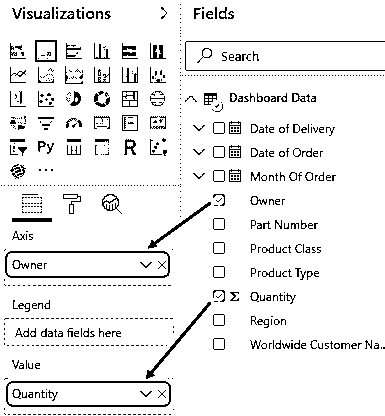 Visualizations
Fields
Search
Py
R
...
Axis
Owner
Legend
Add data fields here
Value
Quantity
Dashboard Data
Date of Delivery
Date of Order
Month Of Order
Owner
Part Number
Product Class
Product Type
Σ Quantity
Region
Worldwide Customer Na..